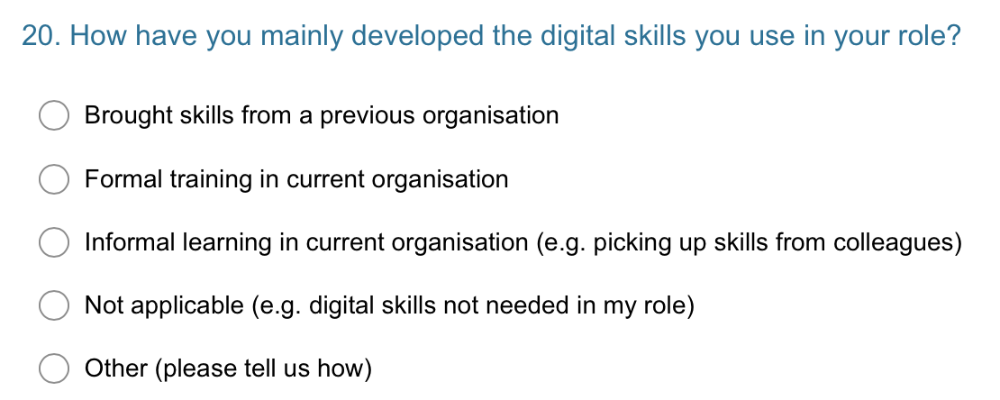 20. How have you mainly developed the digital skills you use in your role?
Brought skills from a previous organisation
Formal training in current organisation
Informal learning in current organisation (e.g. picking up skills from colleagues)
Not applicable (e.g. digital skills not needed in my role)
Other (please tell us how)